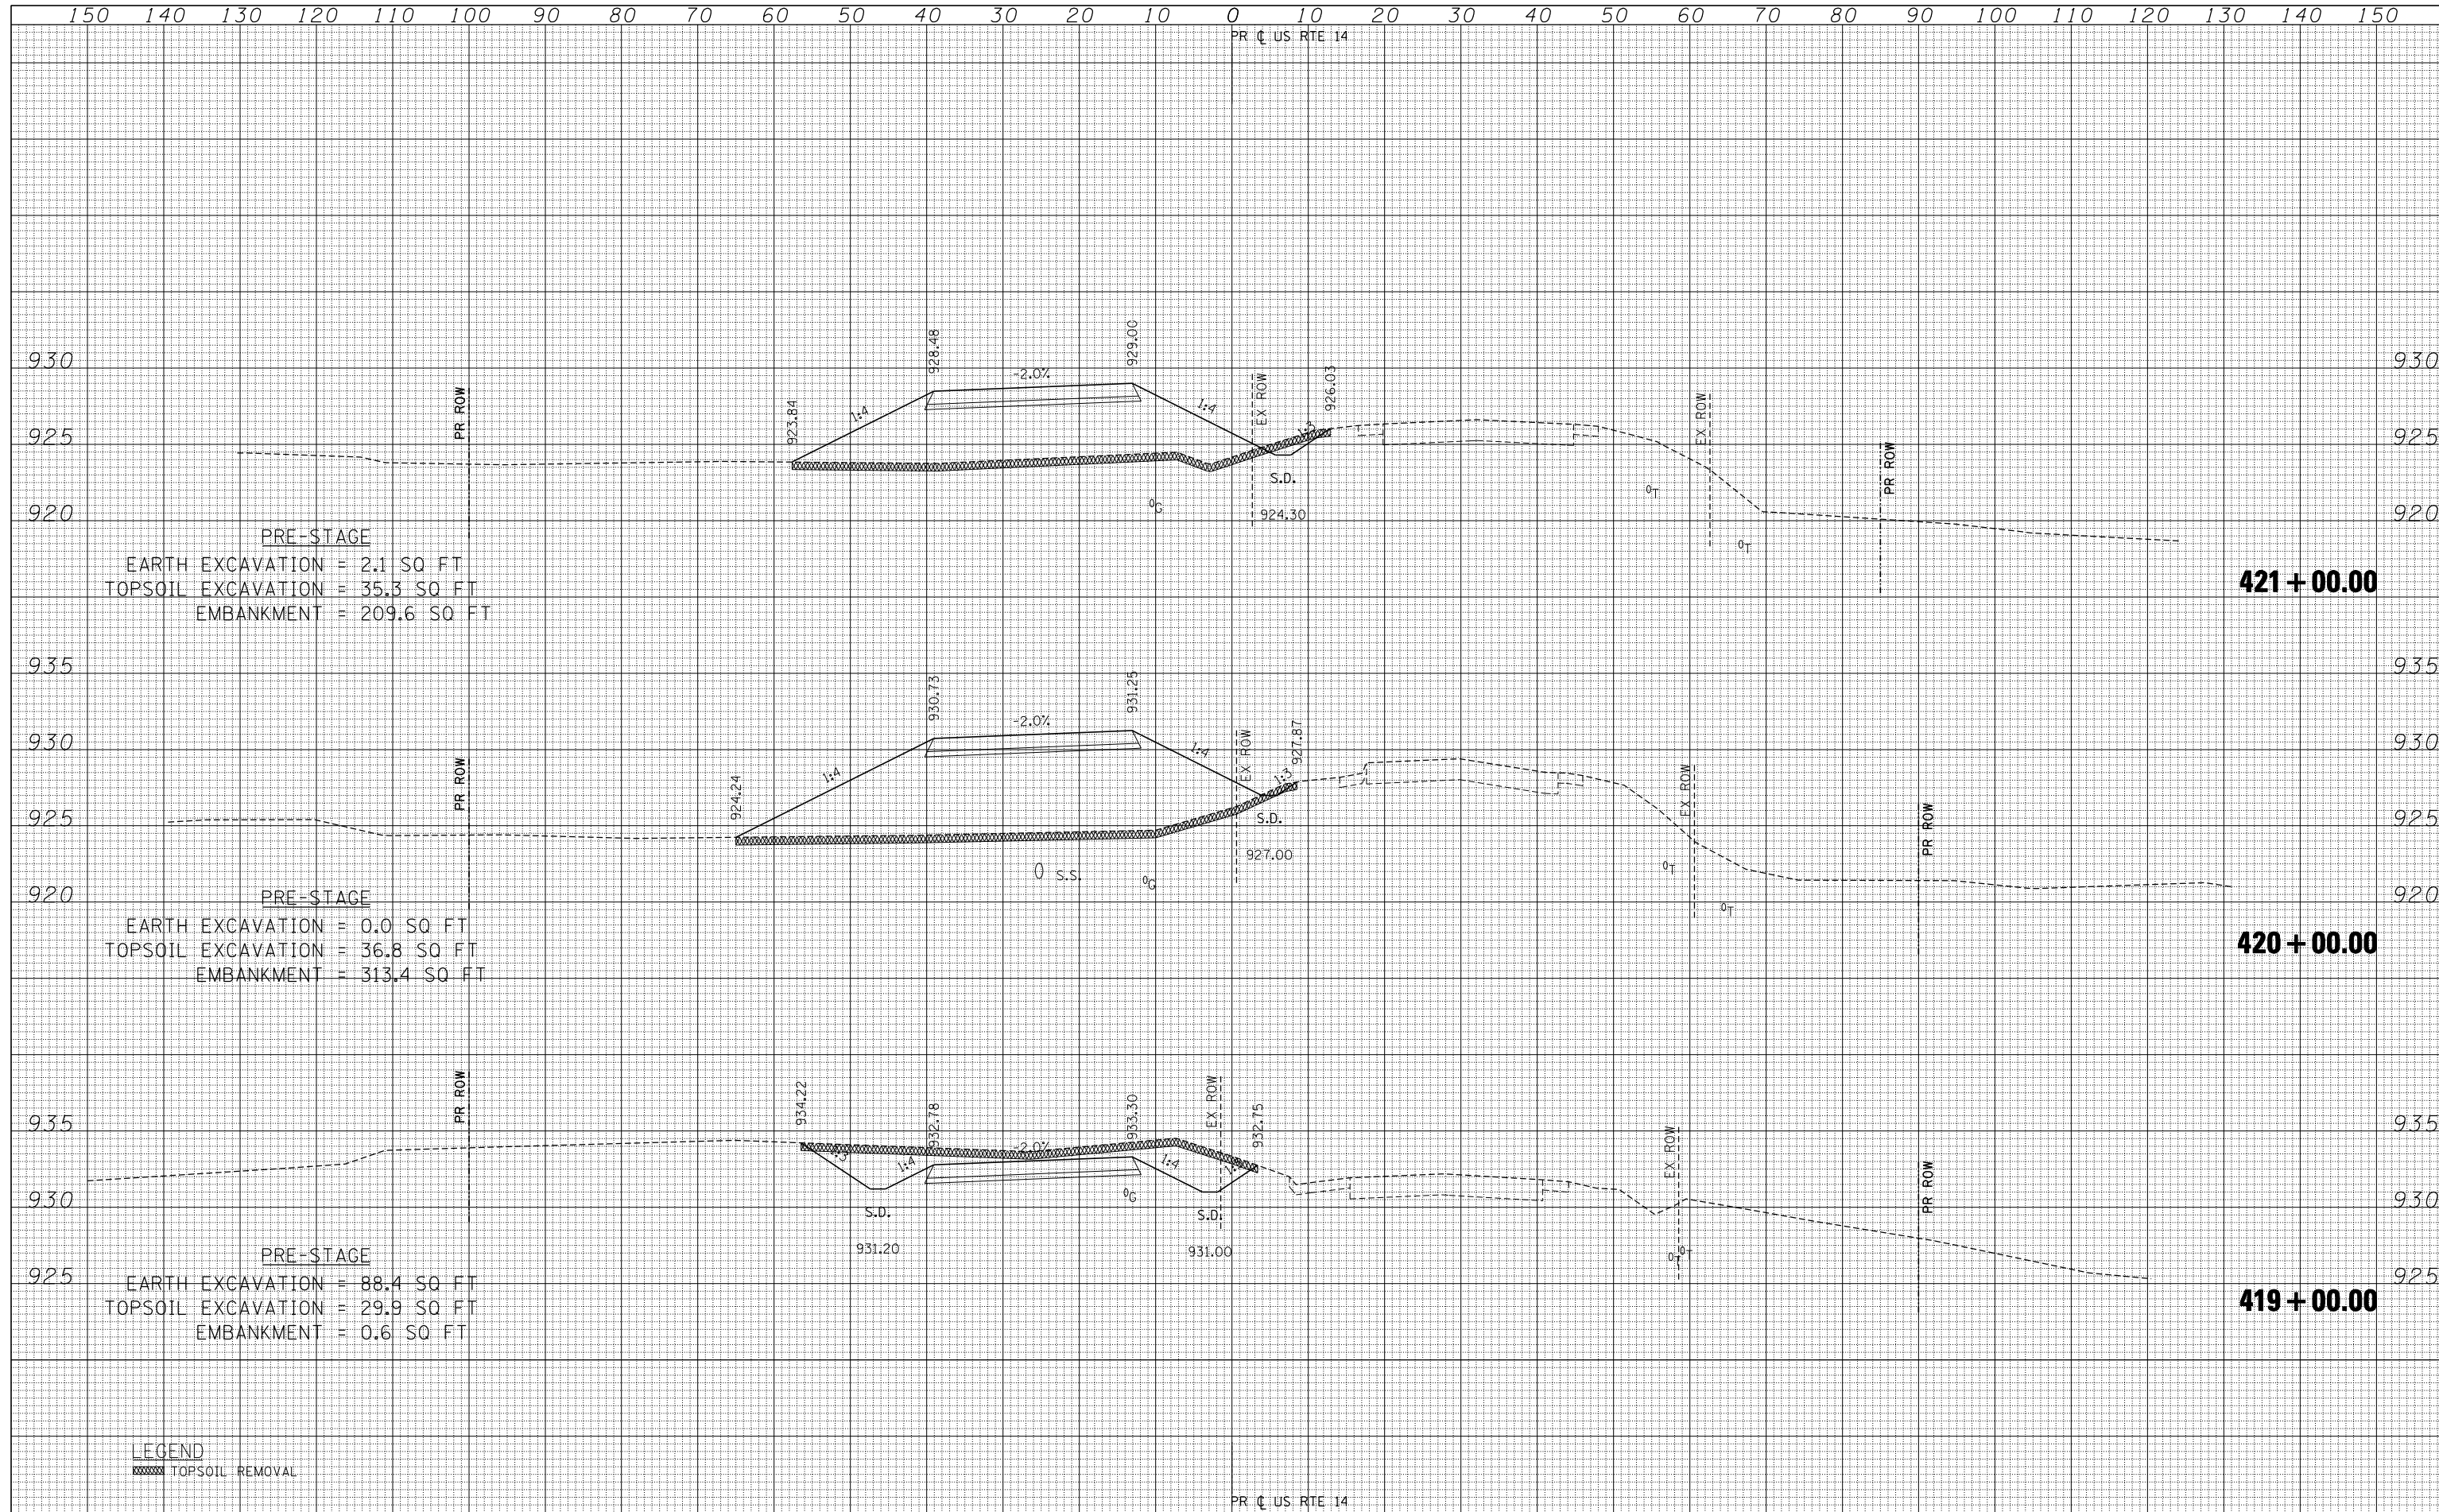 150 140 130 120 110 100 90 80 70 60 50 40 30 20 10 0 10 20 30 40 50 60 70 80 90 100 110 120 130 140 150
PR ℄ US RTE 14
928.48
929.00
930
930
-2.0%
PR ROW
923.84
1:4
1:4
EX ROW
926.03
1:3
EX ROW
925
925
PR ROW
S.D.
G
T
924.30
920
920
T
PRE-STAGE
EARTH EXCAVATION = 2.1 SQ FT
TOPSOIL EXCAVATION = 35.3 SQ FT
EMBANKMENT = 209.6 SQ FT
421+00.00
935
935
930.73
931.25
-2.0%
930
930
927.87
EX ROW
1:4
1:4
1:3
PR ROW
924.24
EX ROW
925
925
PR ROW
S.D.
927.00
S.S.
G
T
920
920
T
PRE-STAGE
EARTH EXCAVATION = 0.0 SQ FT
TOPSOIL EXCAVATION = 36.8 SQ FT
EMBANKMENT = 313.4 SQ FT
420+00.00
PR ROW
934.22
932.78
933.30
EX ROW
932.75
935
935
EX ROW
-2.0%
1:3
1:4
1:4
PR ROW
G
930
930
S.D.
S.D.
931.20
931.00
T
T
PRE-STAGE
925
925
EARTH EXCAVATION = 88.4 SQ FT
TOPSOIL EXCAVATION = 29.9 SQ FT
EMBANKMENT = 0.6 SQ FT
419+00.00
LEGEND
TOPSOIL REMOVAL
PR ℄ US RTE 14